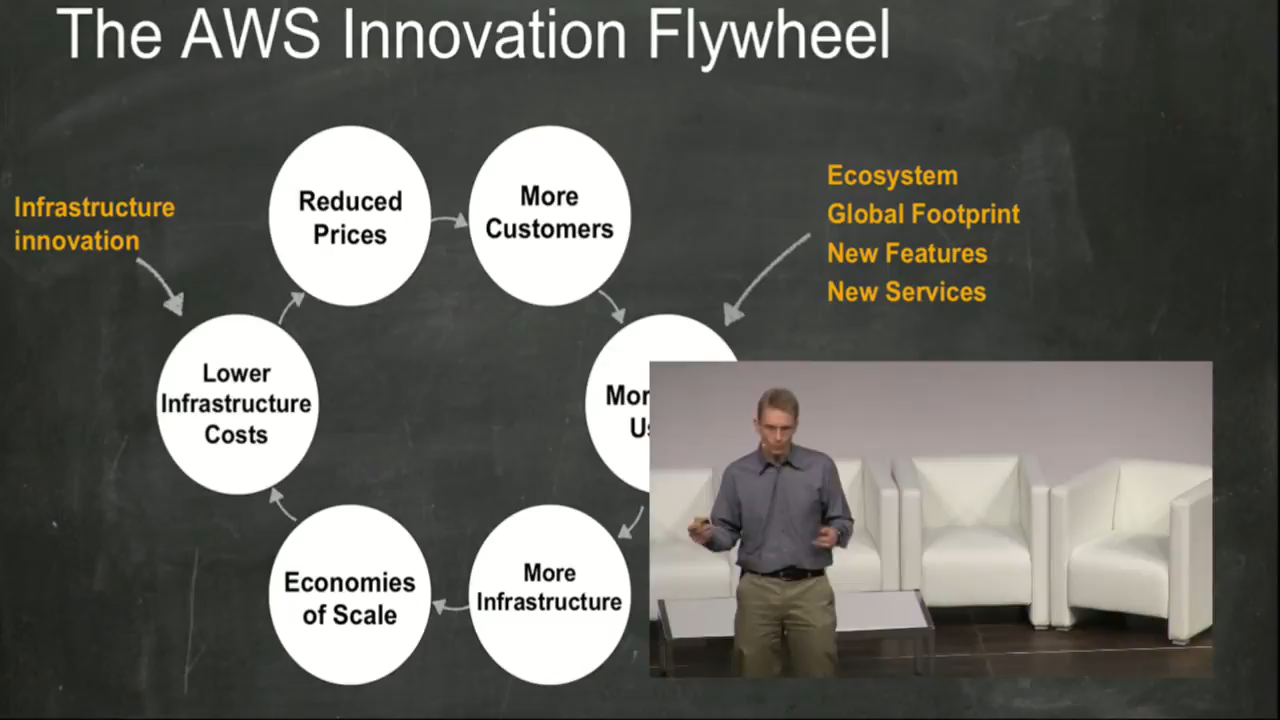 The AWS Innovation Flywheel
Infrastructure
innovation
Reduced
Prices
More
Customers
Ecosystem
Global Footprint
New Features
New Services
Lower
Infrastructure
Costs
Economies
of Scale
More
Infrastructure